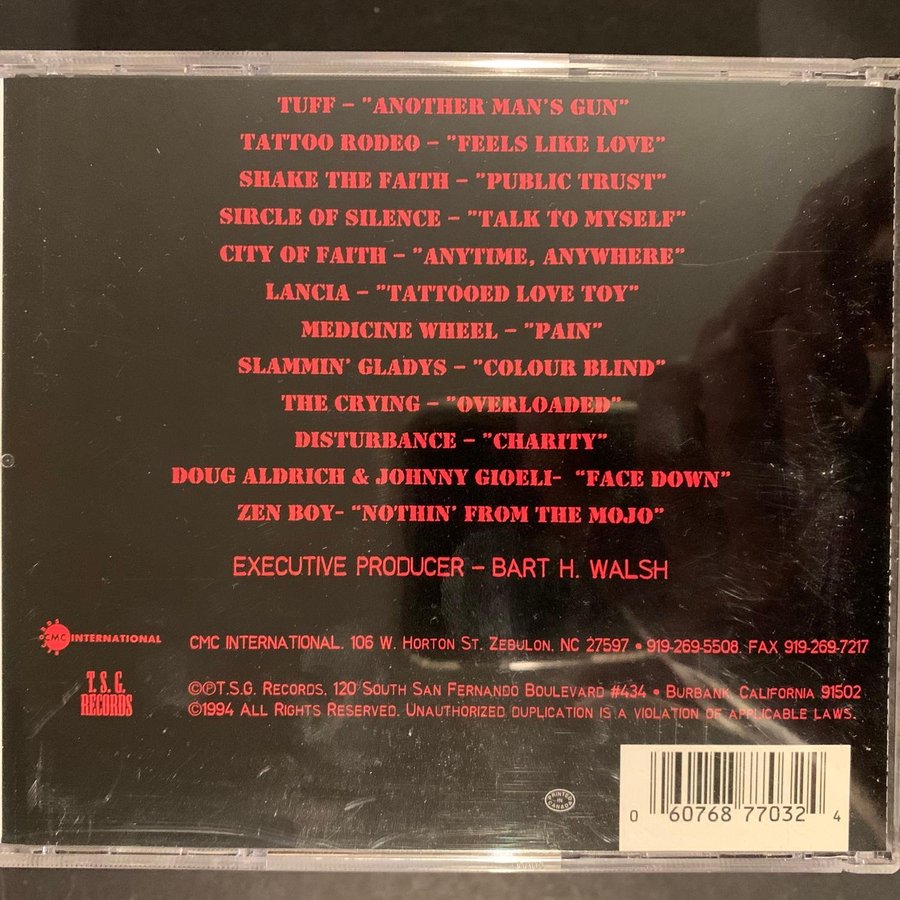 TUFF – "ANOTHER MAN'S GUN"
TATTOO RODEO – "FEELS LIKE LOVE"
SHAKE THE FAITH – "PUBLIC TRUST"
SIRCLE OF SILENCE – "TALK TO MYSELF"
CITY OF FAITH – "ANYTIME, ANYWHERE"
LANCIA – "TATTOOED LOVE TOY"
MEDICINE WHEEL – "PAIN"
SLAMMIN' GLADYS – "COLOUR BLIND"
THE CRYING – "OVERLOADED"
DISTURBANCE – "CHARITY"
DOUG ALDRICH & JOHNNY GIOELI- "FACE DOWN"
ZEN BOY- "NOTHIN' FROM THE MOJO"
EXECUTIVE PRODUCER – BART H. WALSH
CMC INTERNATIONAL
CMC INTERNATIONAL. 106 W. HORTON ST. ZEBULON, NC 27597 • 919-269-5508, FAX 919-269-7217
T.S.G.
RECORDS
©℗T.S.G. RECORDS, 120 SOUTH SAN FERNANDO BOULEVARD #434 • BURBANK, CALIFORNIA 91502
©1994 ALL RIGHTS RESERVED. UNAUTHORIZED DUPLICATION IS A VIOLATION OF APPLICABLE LAWS.
PRINTED
IN
CANADA
0 60768 77032 4